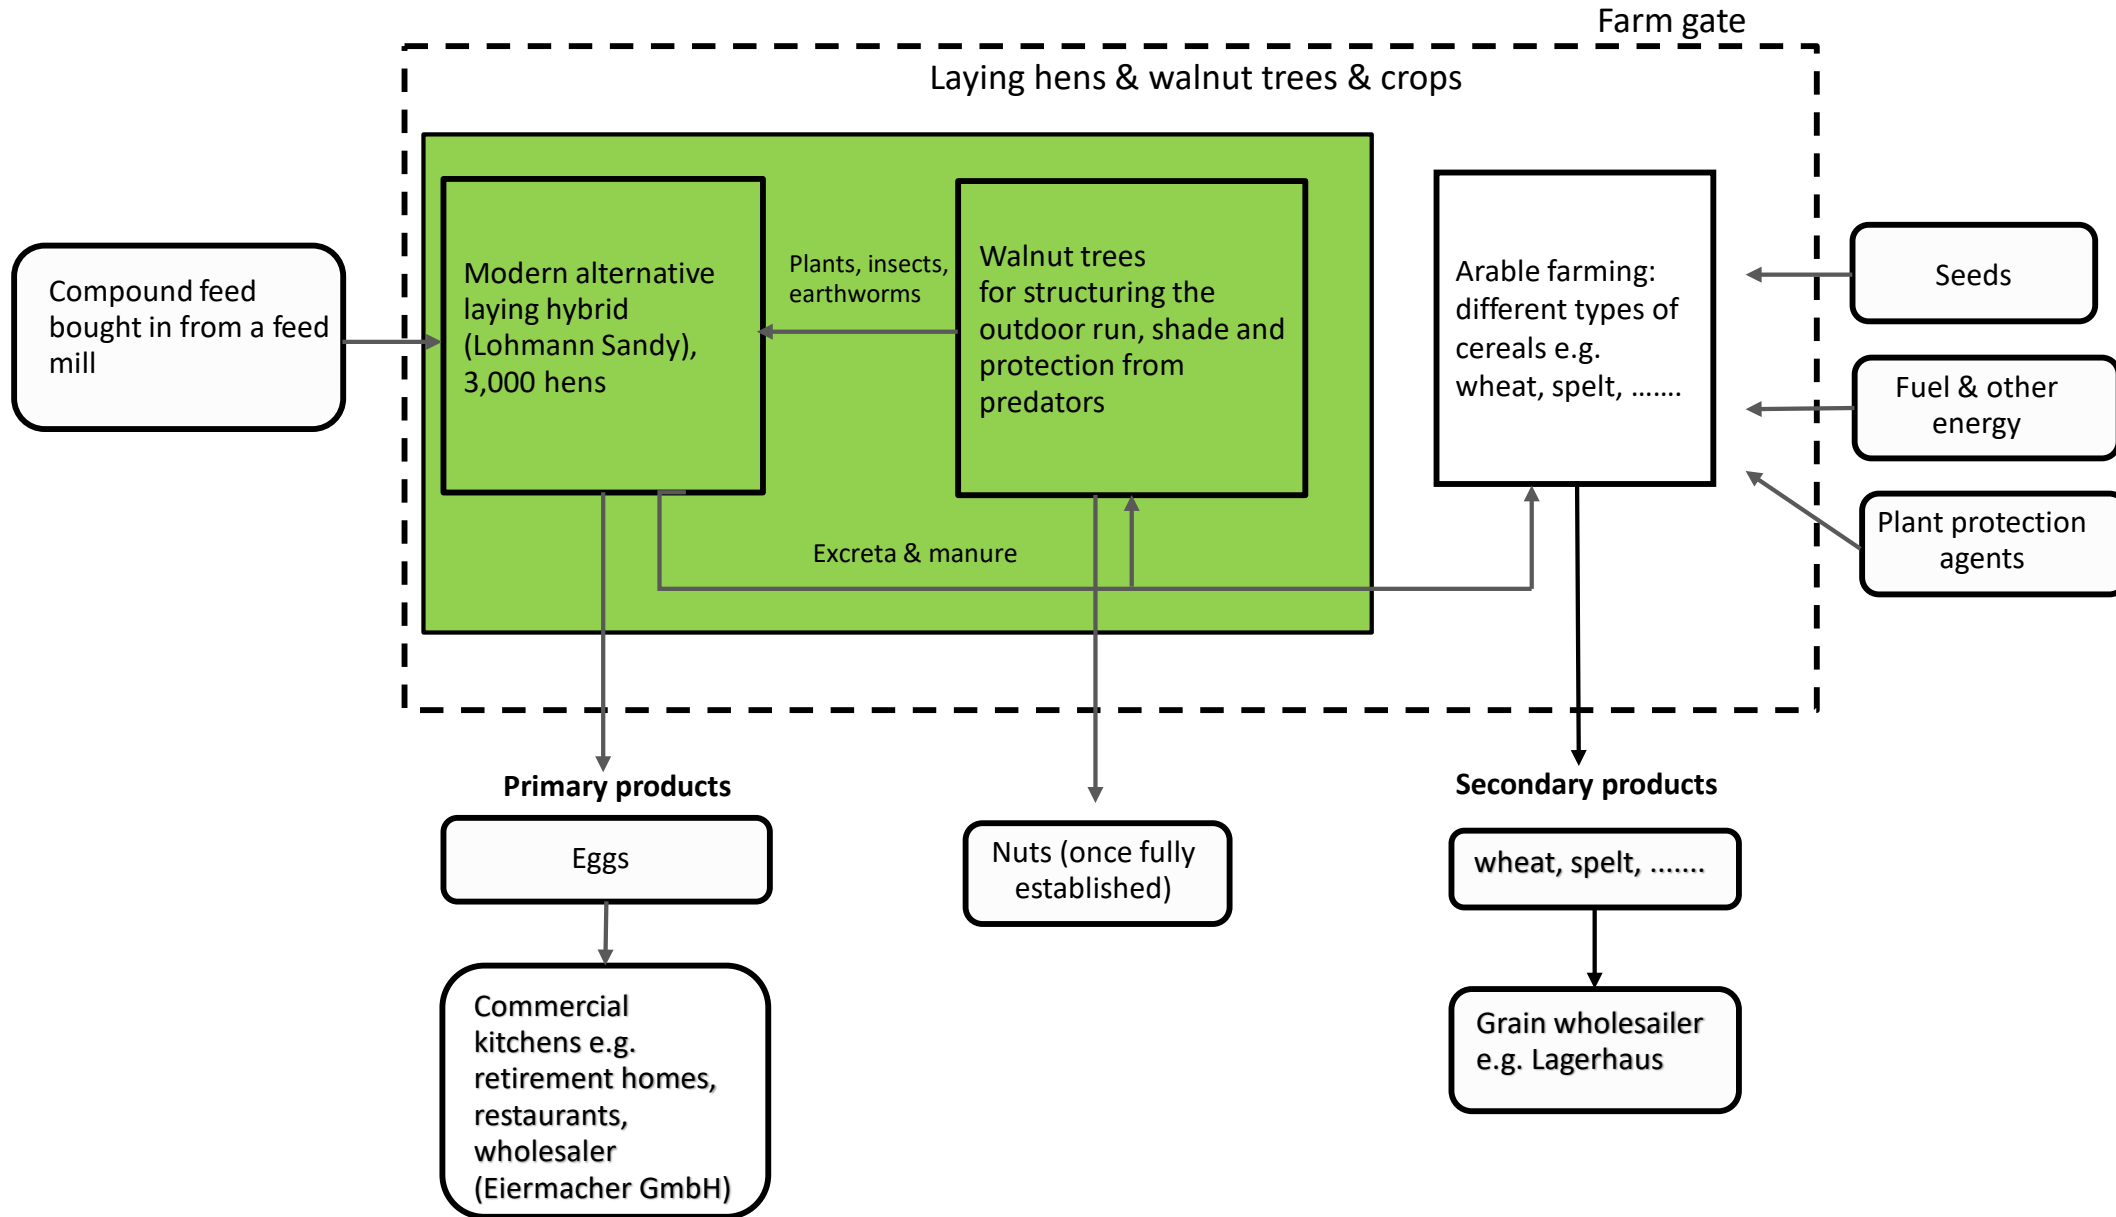 Farm gate
Laying hens & walnut trees & crops
Compound feed
bought in from a feed
mill
Modern alternative
laying hybrid
(Lohmann Sandy),
3,000 hens
Plants, insects,
earthworms
Walnut trees
for structuring the
outdoor run, shade and
protection from
predators
Arable farming:
different types of
cereals e.g.
wheat, spelt, .......
Seeds
Fuel & other
energy
Plant protection
agents
Excreta & manure
Primary products
Eggs
Commercial
kitchens e.g.
retirement homes,
restaurants,
wholesaler
(Eiermacher GmbH)
Nuts (once fully
established)
Secondary products
wheat, spelt, .......
Grain wholesailer
e.g. Lagerhaus